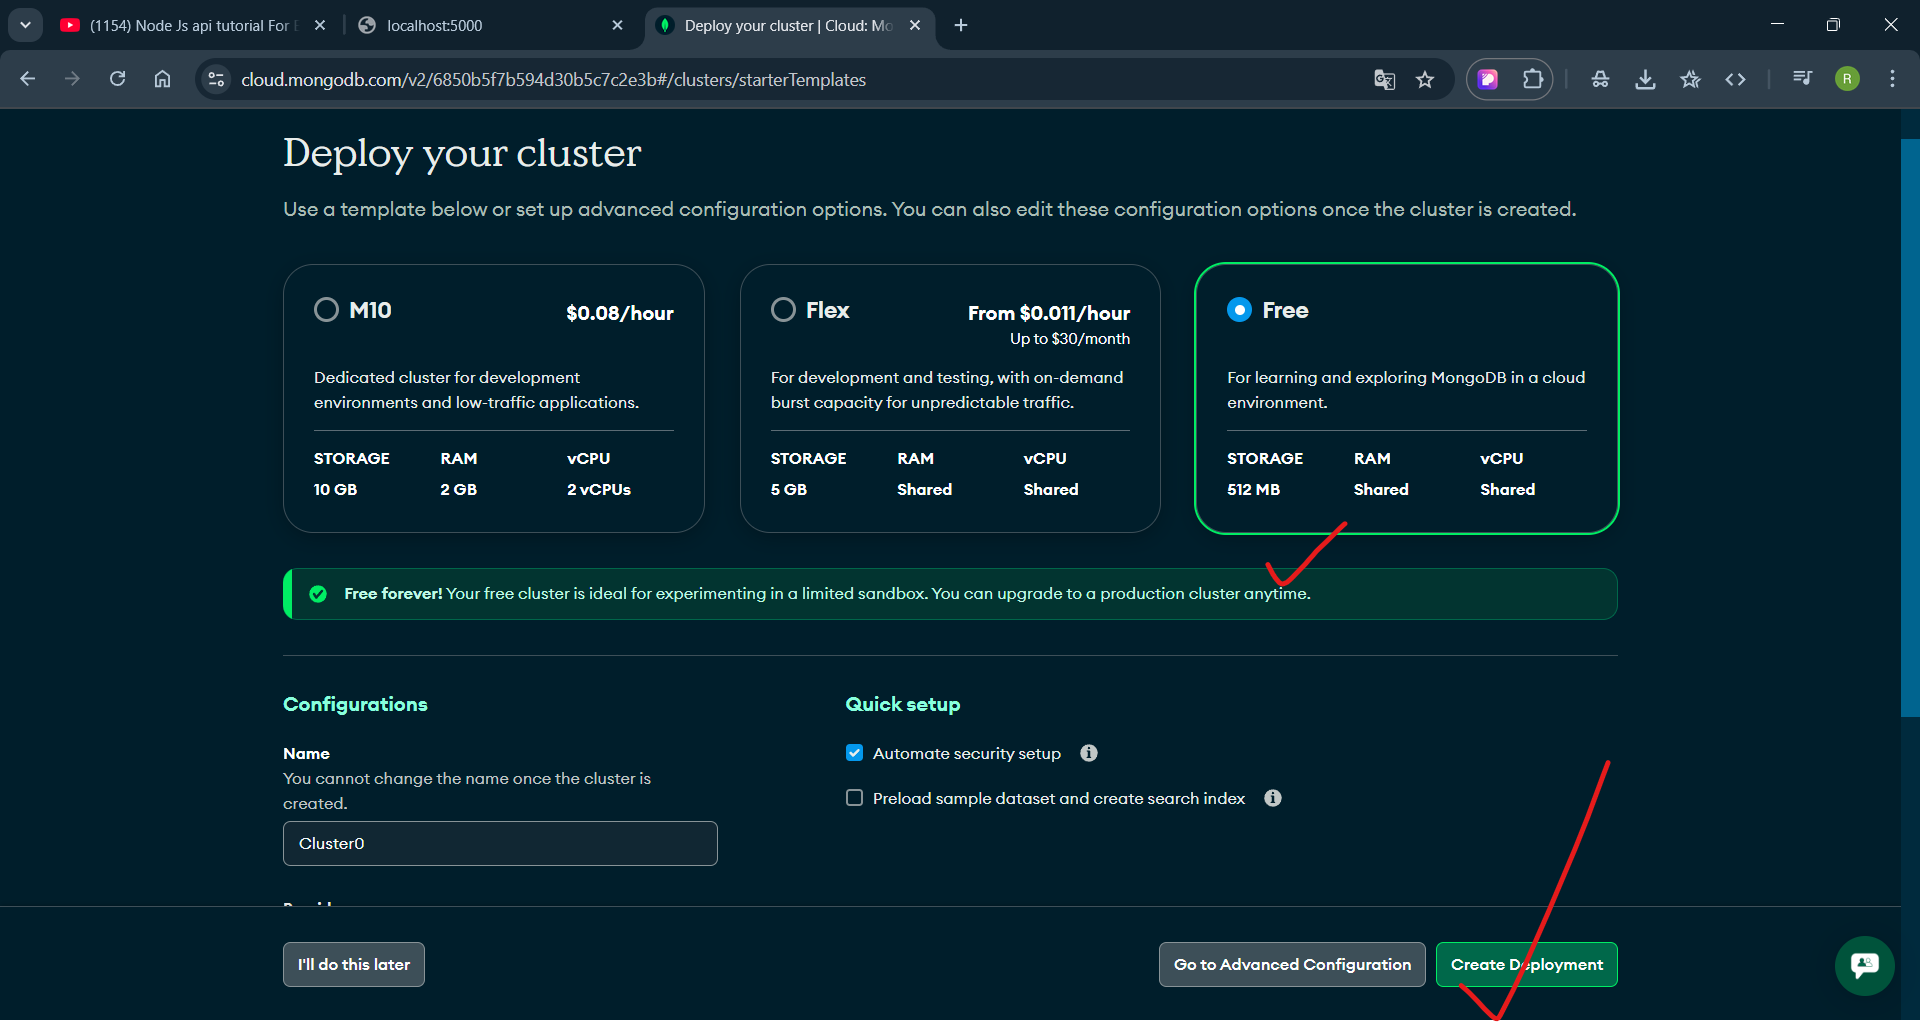 (1154) Node Js api tutorial For
localhost:5000
Deploy your cluster | Cloud: Mo
cloud.mongodb.com/v2/6850b5f7b594d30b5c7c2e3b#/clusters/starterTemplates
R
Deploy your cluster
Use a template below or set up advanced configuration options. You can also edit these configuration options once the cluster is created.
M10
$0.08/hour
Dedicated cluster for development
environments and low-traffic applications.
STORAGE RAM vCPU
10 GB 2 GB 2 vCPUs
Flex
From $0.011/hour
Up to $30/month
For development and testing, with on-demand
burst capacity for unpredictable traffic.
STORAGE RAM vCPU
5 GB Shared Shared
Free
For learning and exploring MongoDB in a cloud
environment.
STORAGE RAM vCPU
512 MB Shared Shared
Free forever! Your free cluster is ideal for experimenting in a limited sandbox. You can upgrade to a production cluster anytime.
Configurations
Name
You cannot change the name once the cluster is
created.
Cluster0
Quick setup
Automate security setup
Preload sample dataset and create search index
I'll do this later
Go to Advanced Configuration
Create Deployment